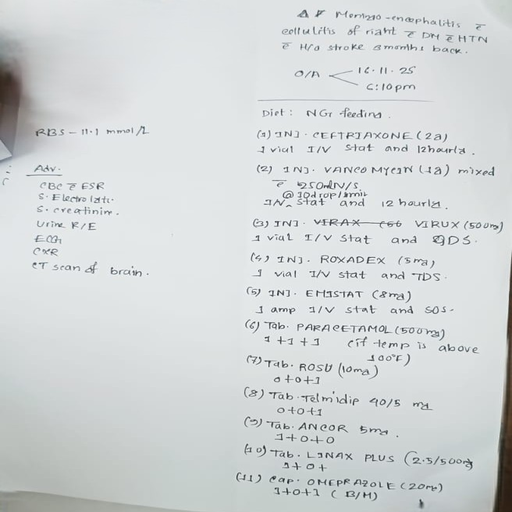 Δ Meningo-encephalitis c̄
cellulitis of right c̄ DM c̄ HTN
c̄ H/o stroke 3 months back.
O/A 16.11.25
6:10pm
Diet: NG feeding.
RBS - 11.1 mmol/L
Adv.
CBC c̄ ESR
S. Electrolyte.
S. creatinine.
Urine R/E
ECG
CXR
CT scan of brain.
(1) INJ. CEFTRIAXONE (2g)
1 vial I/V stat and 12hourly.
(2) INJ. VANCOMYCIN (1g) mixed
c̄ 250ml N/S
@ 10drop/min
I/V stat and 12 hourly.
(3) INJ. VIRAX VIRUX (500mg)
1 vial I/V stat and QDS.
(4) INJ. ROXADEX (5mg)
1 vial I/V stat and TDS.
(5) INJ. EMISTAT (8mg)
1 amp I/V stat and SOS.
(6) Tab. PARACETAMOL (500mg)
1+1+1 (if temp is above
100°F)
(7) Tab. ROSU (10mg)
0+0+1
(8) Tab. Telmidip 40/5 mg
0+0+1
(9) Tab. ANCOR 5mg.
1+0+0
(10) Tab. LINAX PLUS (2.5/500mg
1+0+
(11) Cap. OMEPRAZOLE (20mg)
1+0+1 (B/M)